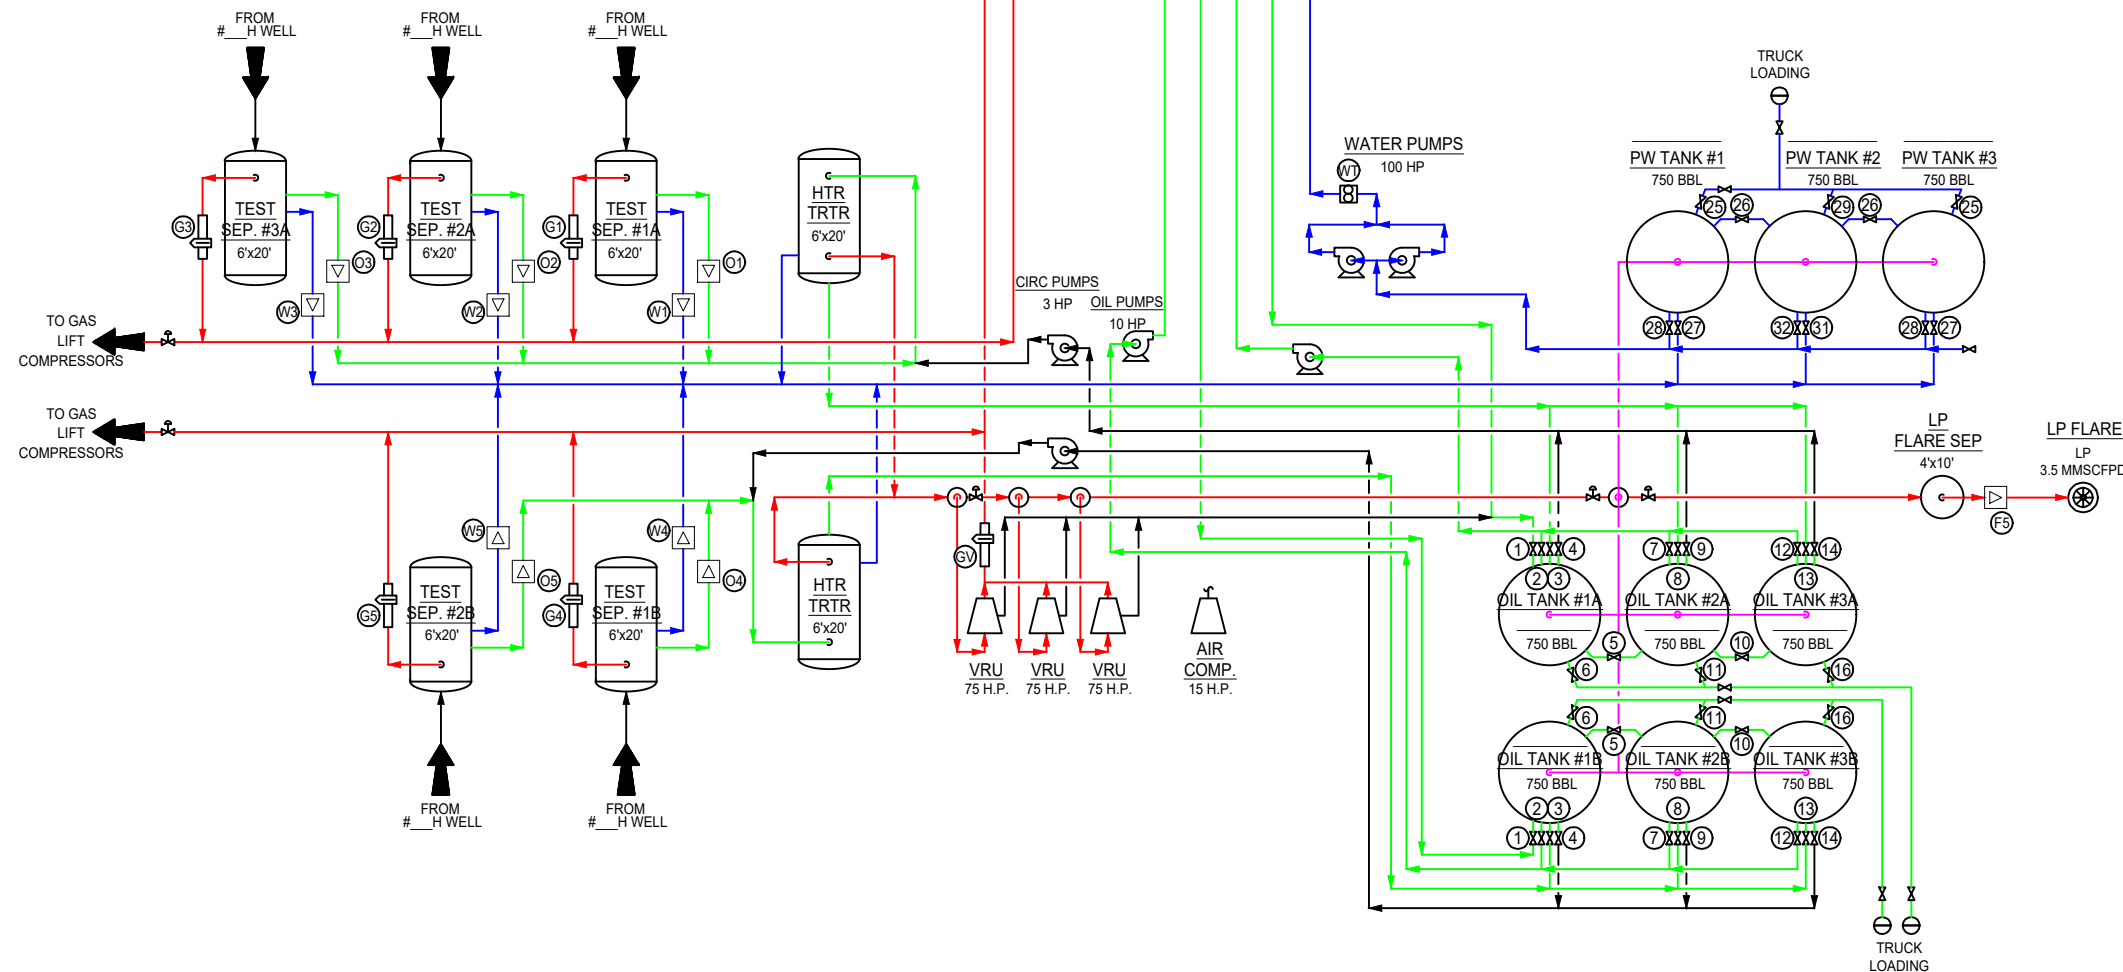 FROM
#___H WELL
FROM
#___H WELL
FROM
#___H WELL
TRUCK
LOADING
WATER PUMPS
100 HP
WT
PW TANK #1
750 BBL
PW TANK #2
750 BBL
PW TANK #3
750 BBL
25
26
29
26
25
28
27
32
31
28
27
G3
TEST
SEP. #3A
6'x20'
O3
W3
G2
TEST
SEP. #2A
6'x20'
O2
W2
G1
TEST
SEP. #1A
6'x20'
O1
W1
HTR
TRTR
6'x20'
CIRC PUMPS
3 HP
OIL PUMPS
10 HP
TO GAS
LIFT
COMPRESSORS
TO GAS
LIFT
COMPRESSORS
LP
FLARE SEP
4'x10'
LP FLARE
LP
3.5 MMSCFPD
F5
W5
O5
W4
O4
G5
TEST
SEP. #2B
6'x20'
G4
TEST
SEP. #1B
6'x20'
HTR
TRTR
6'x20'
GV
VRU
75 H.P.
VRU
75 H.P.
VRU
75 H.P.
AIR
COMP.
15 H.P.
1
4
7
9
12
14
2
3
8
13
OIL TANK #1A
750 BBL
OIL TANK #2A
750 BBL
OIL TANK #3A
750 BBL
5
10
6
11
16
6
11
16
5
10
OIL TANK #1B
750 BBL
OIL TANK #2B
750 BBL
OIL TANK #3B
750 BBL
2
3
8
13
1
4
7
9
12
14
FROM
#___H WELL
FROM
#___H WELL
TRUCK
LOADING